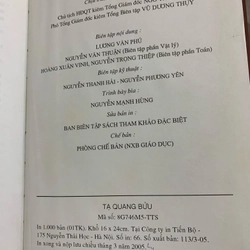 Chủ tịch HĐQT kiêm Tổng Giám đốc NGÔ
Phó Tổng Giám đốc kiêm Tổng Biên tập VŨ DƯƠNG THỤY
Biên tập nội dung :
LƯƠNG VĂN PHÚ
NGUYỄN VĂN THUẬN (Biên tập phần Vật lý)
HOÀNG XUÂN VINH, NGUYỄN TRỌNG THIỆP (Biên tập phần Toán)
Biên tập kỹ thuật :
NGUYỄN THANH HẢI - NGUYỄN PHƯƠNG YÊN
Trình bày bìa :
NGUYỄN MẠNH HÙNG
Sửa bản in :
BAN BIÊN TẬP SÁCH THAM KHẢO ĐẶC BIỆT
Chế bản :
PHÒNG CHẾ BẢN (NXB GIÁO DỤC)
TẠ QUANG BỬU
Mã số: 8G746M5-TTS
In 1.000 bản (01TK). Khổ 16 x 24cm. Tại Công ty in Tiến Bộ -
175 Nguyễn Thái Học - Hà Nội. Số in: 66. Số xuất bản: 113/3-05.
In xong và nộp lưu chiểu tháng 3 năm 2005.